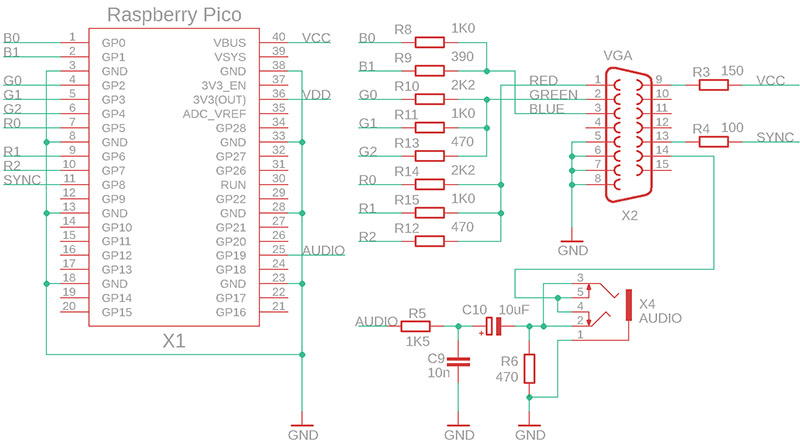 Raspberry Pico
B0 1 GP0 VBUS 40 VCC
B1 2 GP1 VSYS 39
3 GND GND 38
G0 4 GP2 3V3_EN 37
G1 5 GP3 3V3(OUT) 36 VDD
G2 6 GP4 ADC_VREF 35
R0 7 GP5 GP28 34
8 GND GND 33
R1 9 GP6 GP27 32
R2 10 GP7 GP26 31
SYNC 11 GP8 RUN 30
12 GP9 GP22 29
13 GND GND 28
14 GP10 GP21 27
15 GP11 GP20 26
16 GP12 GP19 25 AUDIO
17 GP13 GP18 24
18 GND GND 23
19 GP14 GP17 22
20 GP15 GP16 21
X1
GND
B0 R8 1K0
B1 R9 390
G0 R10 2K2
G1 R11 1K0
G2 R13 470
R0 R14 2K2
R1 R15 1K0
R2 R12 470
VGA
RED 1 9 R3 150 VCC
GREEN 2 10
BLUE 3 11
4 12
5 13 R4 100 SYNC
6 14
7 15
8
X2
GND
AUDIO R5 1K5
C10 10uF
C9 10n
R6 470
3
5
4
2
1
X4
AUDIO
GND
GND